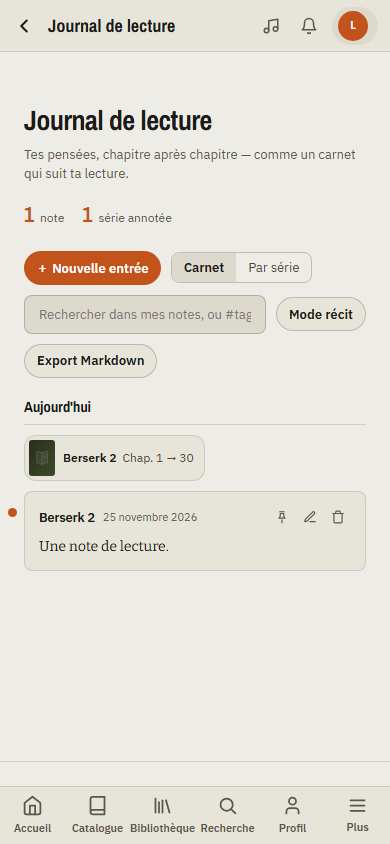 Journal de lecture
L
Journal de lecture
Tes pensées, chapitre après chapitre — comme un carnet
qui suit ta lecture.
1 note 1 série annotée
+ Nouvelle entrée Carnet Par série
Rechercher dans mes notes, ou #tag Mode récit
Export Markdown
Aujourd'hui
Berserk 2 Chap. 1 → 30
Berserk 2 25 novembre 2026
Une note de lecture.
Accueil Catalogue Bibliothèque Recherche Profil Plus